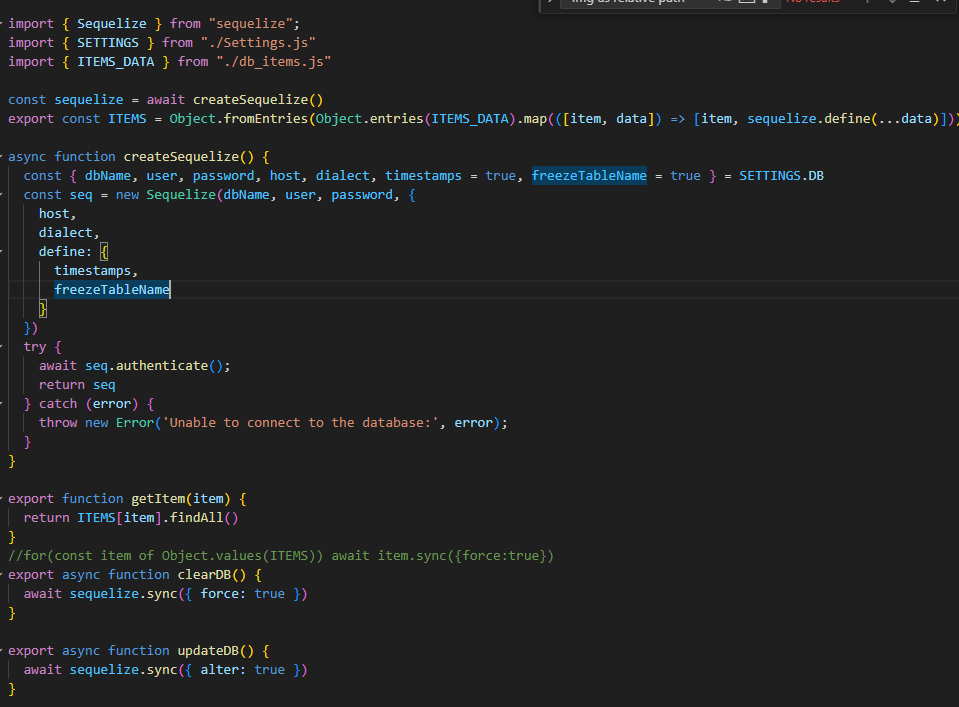 img as relative path
No results
import { Sequelize } from "sequelize";
import { SETTINGS } from "./Settings.js"
import { ITEMS_DATA } from "./db_items.js"
const sequelize = await createSequelize()
export const ITEMS = Object.fromEntries(Object.entries(ITEMS_DATA).map(([item, data]) => [item, sequelize.define(...data)]))
async function createSequelize() {
const { dbName, user, password, host, dialect, timestamps = true, freezeTableName = true } = SETTINGS.DB
const seq = new Sequelize(dbName, user, password, {
host,
dialect,
define: {
timestamps,
freezeTableName
}
})
try {
await seq.authenticate();
return seq
} catch (error) {
throw new Error('Unable to connect to the database:', error);
}
}
export function getItem(item) {
return ITEMS[item].findAll()
}
//for(const item of Object.values(ITEMS)) await item.sync({force:true})
export async function clearDB() {
await sequelize.sync({ force: true })
}
export async function updateDB() {
await sequelize.sync({ alter: true })
}